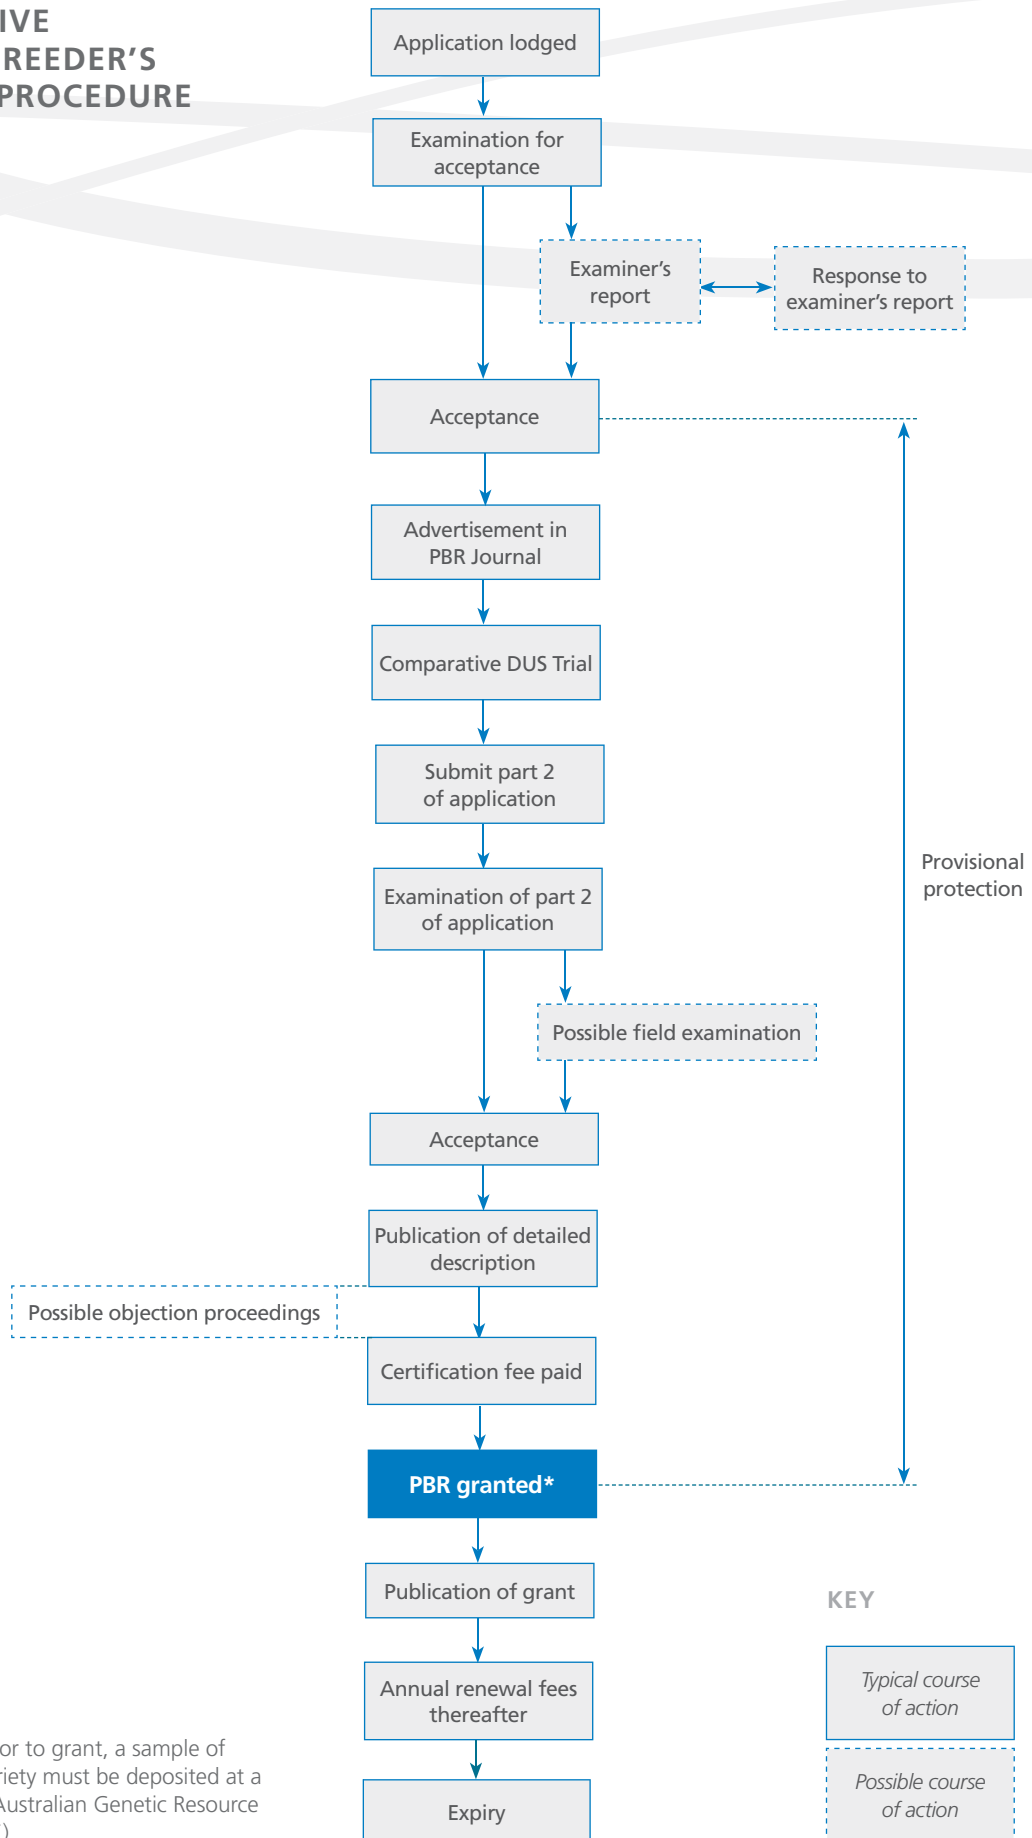 IVE
REEDER'S
PROCEDURE
Application lodged
Examination for
acceptance
Examiner's
report
Response to
examiner's report
Acceptance
Advertisement in
PBR Journal
Comparative DUS Trial
Submit part 2
of application
Examination of part 2
of application
Provisional
protection
Possible field examination
Acceptance
Publication of detailed
description
Possible objection proceedings
Certification fee paid
PBR granted*
Publication of grant
Annual renewal fees
thereafter
Expiry
KEY
Typical course
of action
Possible course
of action
or to grant, a sample of
riety must be deposited at a
Australian Genetic Resource